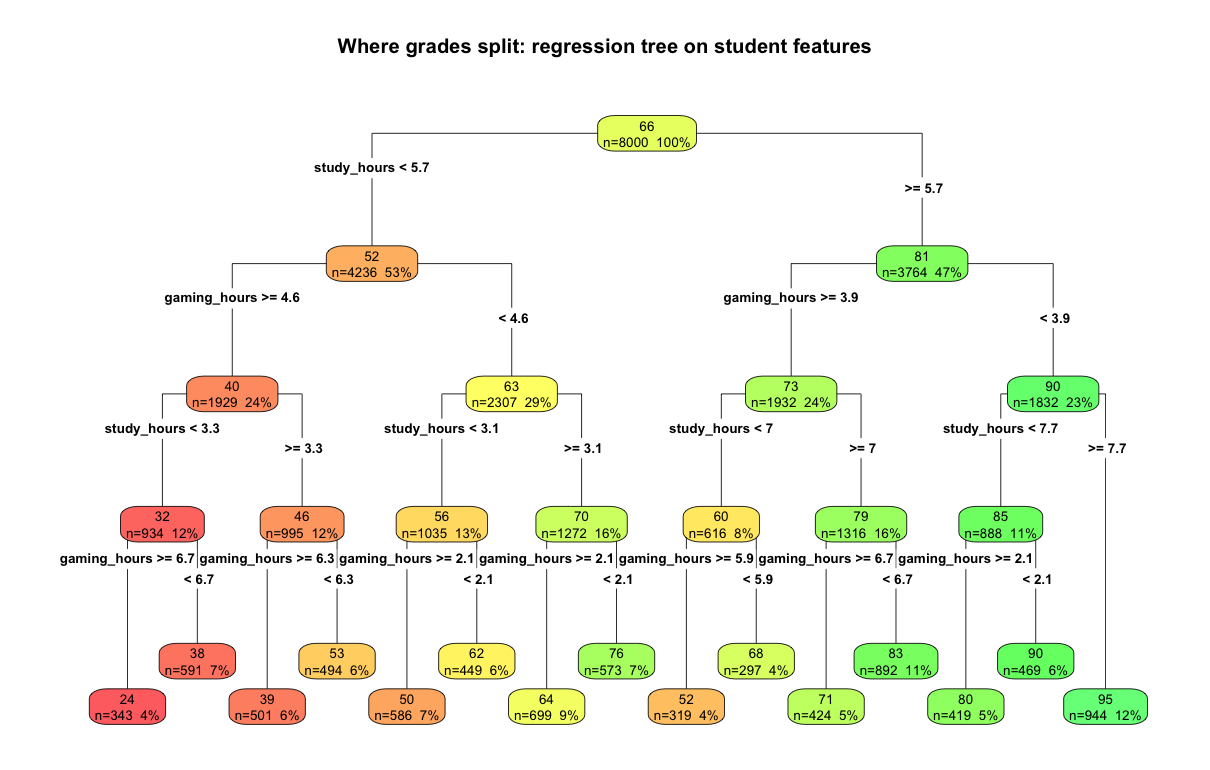 Where grades split: regression tree on student features
66
n=8000 100%
study_hours < 5.7
>= 5.7
52
n=4236 53%
81
n=3764 47%
gaming_hours >= 4.6
< 4.6
gaming_hours >= 3.9
< 3.9
40
n=1929 24%
63
n=2307 29%
73
n=1932 24%
90
n=1832 23%
study_hours < 3.3
>= 3.3
study_hours < 3.1
>= 3.1
study_hours < 7
>= 7
study_hours < 7.7
>= 7.7
32
n=934 12%
46
n=995 12%
56
n=1035 13%
70
n=1272 16%
60
n=616 8%
79
n=1316 16%
85
n=888 11%
gaming_hours >= 6.7
< 6.7
gaming_hours >= 6.3
< 6.3
gaming_hours >= 2.1
< 2.1
gaming_hours >= 2.1
< 2.1
gaming_hours >= 5.9
< 5.9
gaming_hours >= 6.7
< 6.7
gaming_hours >= 2.1
< 2.1
38
n=591 7%
53
n=494 6%
62
n=449 6%
76
n=573 7%
68
n=297 4%
83
n=892 11%
90
n=469 6%
24
n=343 4%
39
n=501 6%
50
n=586 7%
64
n=699 9%
52
n=319 4%
71
n=424 5%
80
n=419 5%
95
n=944 12%